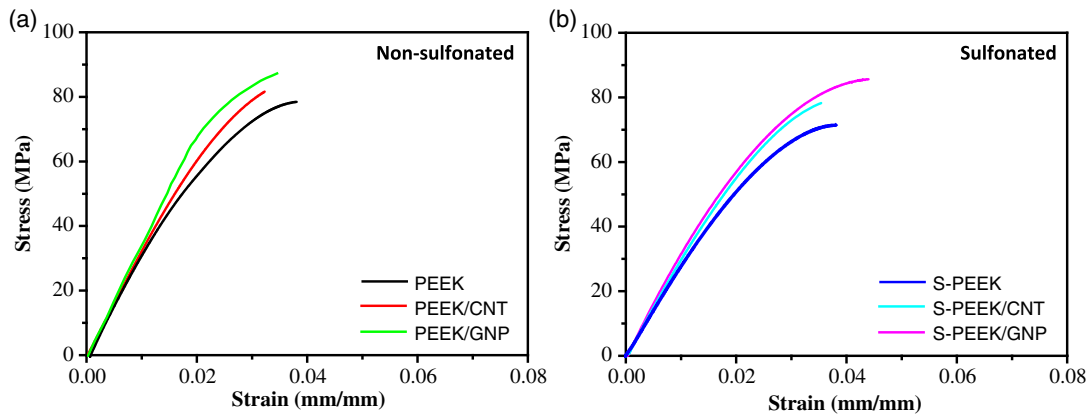 (a)
Non-sulfonated
100
80
60
40
20
0
Stress (MPa)
PEEK
PEEK/CNT
PEEK/GNP
0.00 0.02 0.04 0.06 0.08
Strain (mm/mm)
(b)
Sulfonated
100
80
60
40
20
0
Stress (MPa)
S-PEEK
S-PEEK/CNT
S-PEEK/GNP
0.00 0.02 0.04 0.06 0.08
Strain (mm/mm)